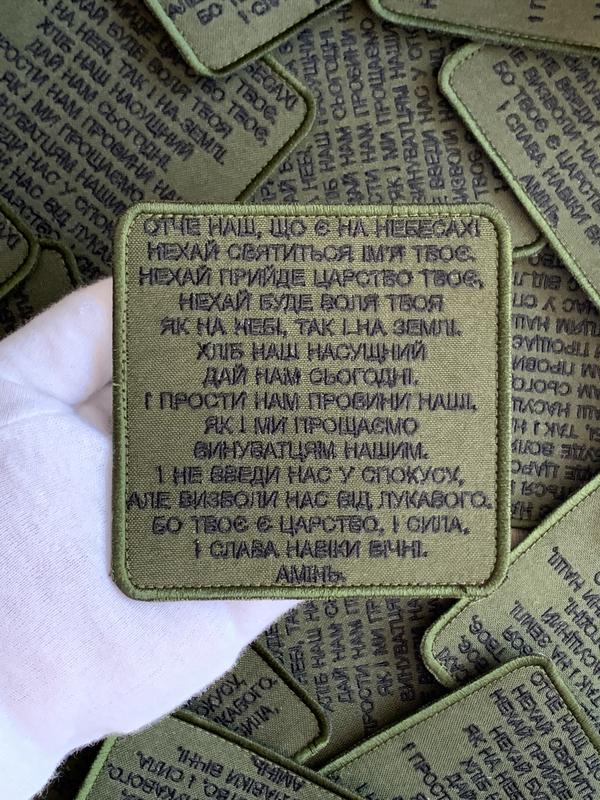 ОТЧЕ НАШ, ЩО Є НА НЕБЕСАХ!
НЕХАЙ СВЯТИТЬСЯ ІМ'Я ТВОЄ.
НЕХАЙ ПРИЙДЕ ЦАРСТВО ТВОЄ,
НЕХАЙ БУДЕ ВОЛЯ ТВОЯ
ЯК НА НЕБІ, ТАК І НА ЗЕМЛІ.
ХЛІБ НАШ НАСУЩНИЙ
ДАЙ НАМ СЬОГОДНІ.
І ПРОСТИ НАМ ПРОВИНИ НАШІ,
ЯК І МИ ПРОЩАЄМО
ВИНУВАТЦЯМ НАШИМ.
І НЕ ВВЕДИ НАС У СПОКУСУ,
АЛЕ ВИЗВОЛИ НАС ВІД ЛУКАВОГО.
БО ТВОЄ Є ЦАРСТВО, І СИЛА,
І СЛАВА НАВІКИ ВІЧНІ.
АМІНЬ.